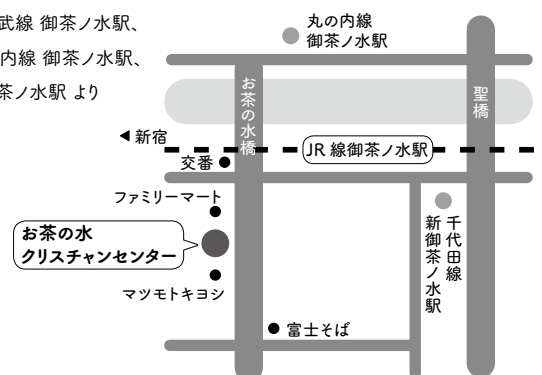 武線 御茶ノ水駅、
内線 御茶ノ水駅、
茶ノ水駅 より
丸の内線
御茶ノ水駅
お茶の水橋
聖橋
◀ 新宿
JR 線御茶ノ水駅
交番
ファミリーマート
お茶の水
クリスチャンセンター
マツモトキヨシ
千代田線
新御茶ノ水駅
富士そば